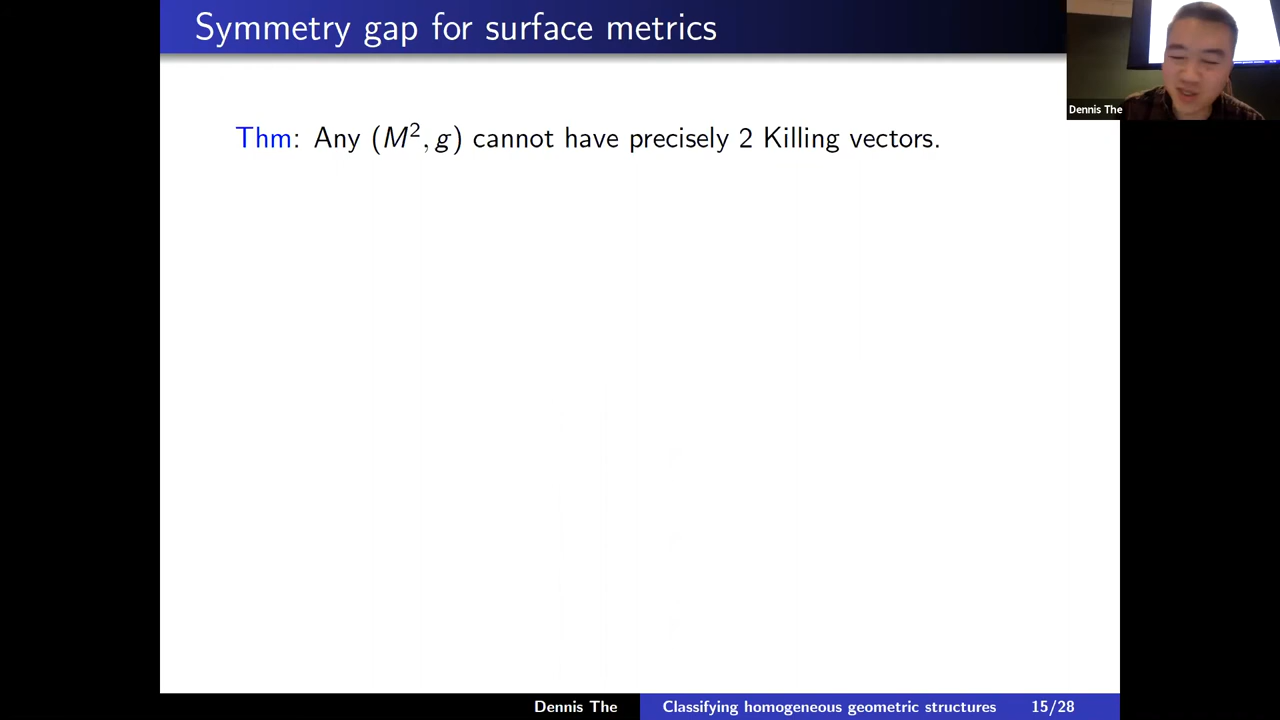 Symmetry gap for surface metrics
Dennis The
Thm: Any (M², g) cannot have precisely 2 Killing vectors.
Dennis The Classifying homogeneous geometric structures 15/28